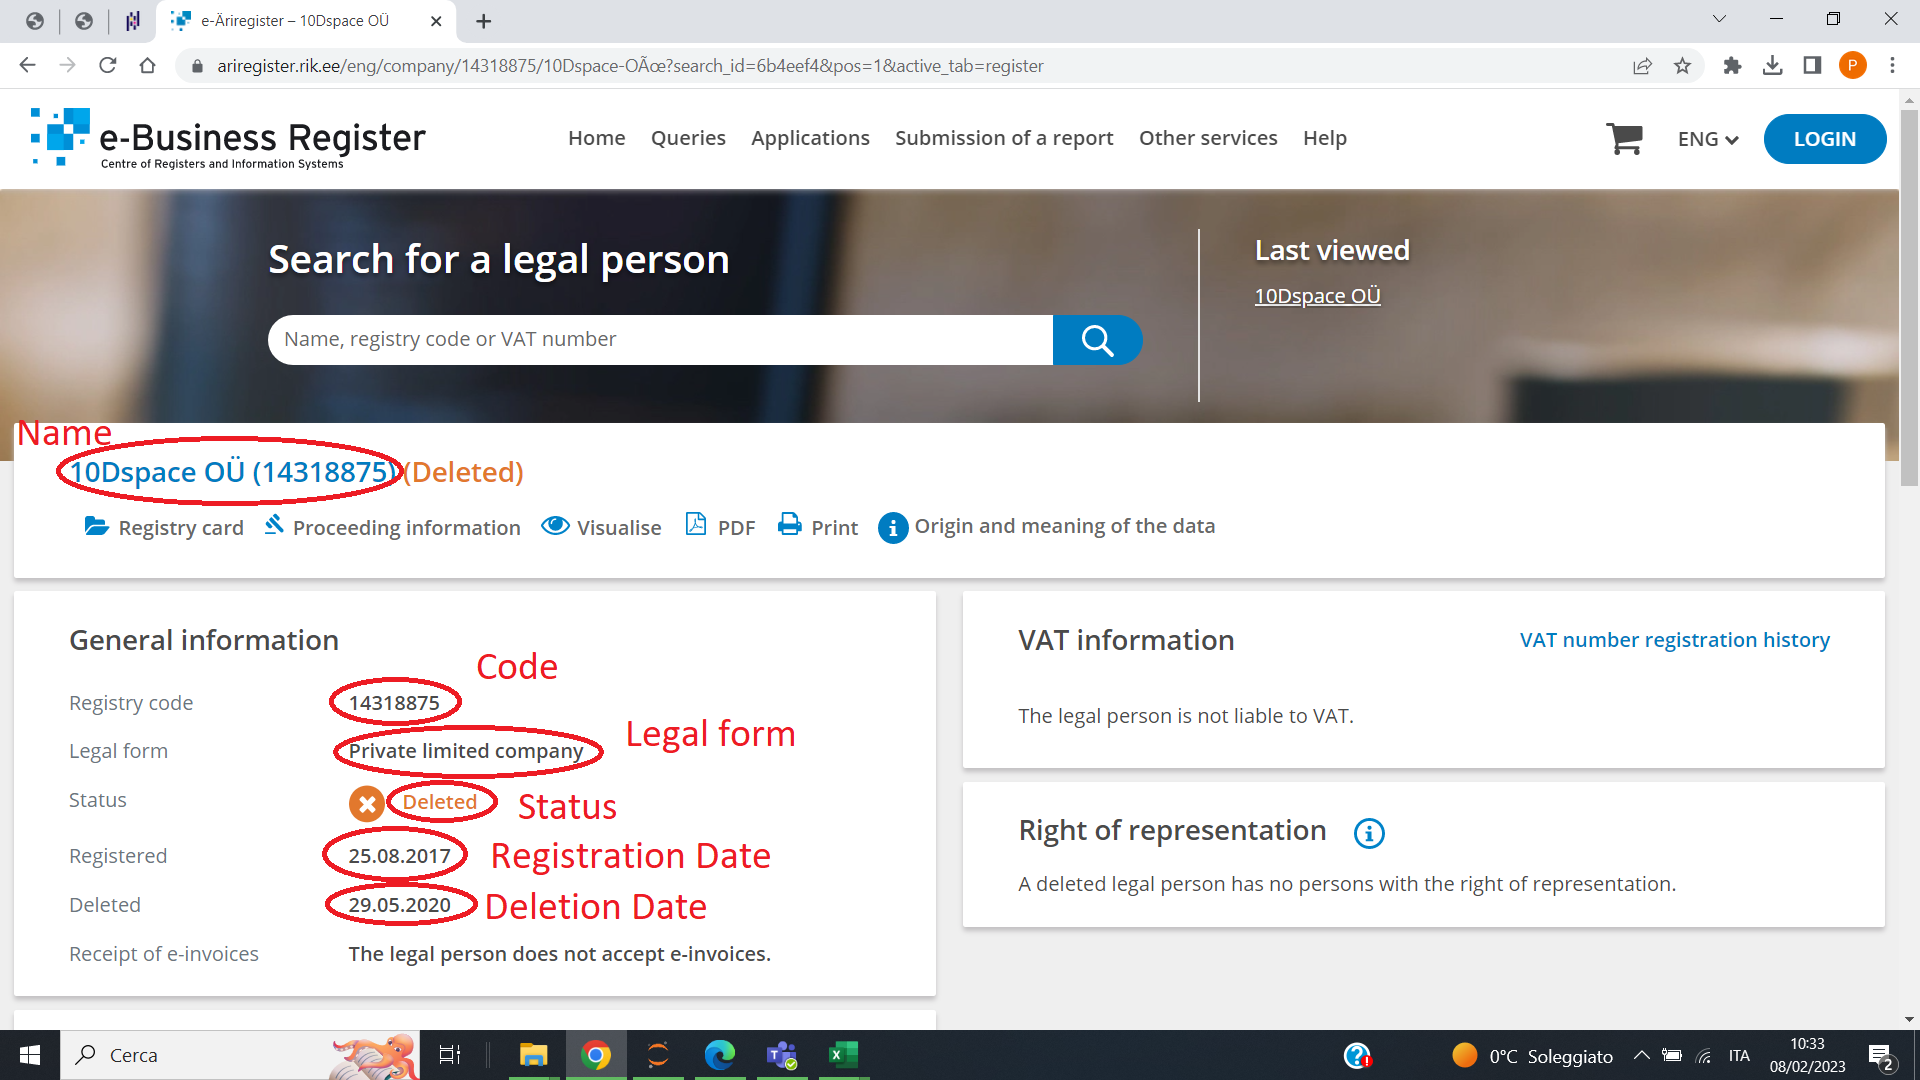 e-Äriregister – 10Dspace OÜ
ariregister.rik.ee/eng/company/14318875/10Dspace-OÃœ?search_id=6b4eef4&pos=1&active_tab=register
P
e-Business Register
Centre of Registers and Information Systems
Home Queries Applications Submission of a report Other services Help
ENG
LOGIN
Search for a legal person
Name, registry code or VAT number
Last viewed
10Dspace OÜ
Name
10Dspace OÜ (14318875) (Deleted)
Registry card Proceeding information Visualise PDF Print Origin and meaning of the data
General information
Code
Registry code 14318875
Legal form Private limited company Legal form
Status Deleted Status
Registered 25.08.2017 Registration Date
Deleted 29.05.2020 Deletion Date
Receipt of e-invoices The legal person does not accept e-invoices.
VAT information VAT number registration history
The legal person is not liable to VAT.
Right of representation
A deleted legal person has no persons with the right of representation.
Cerca
0°C Soleggiato
ITA
10:33
08/02/2023
2